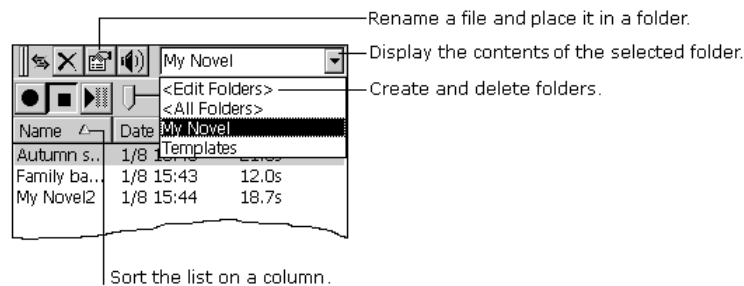 Rename a file and place it in a folder.
My Novel
Display the contents of the selected folder.
<Edit Folders>
Create and delete folders.
<All Folders>
Name
Date
My Novel
Templates
Autumn s..
1/8
Family ba...
1/8 15:43
12.0s
My Novel2
1/8 15:44
18.7s
Sort the list on a column.